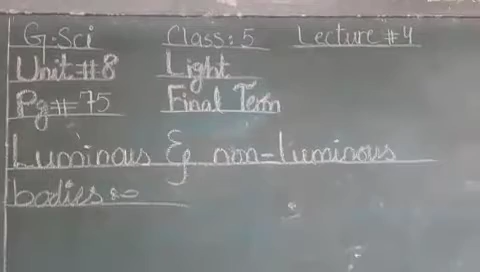 G.Sci Class:5 Lecture #4
Unit#8 Light
Pg#75 Final Term
Luminous & non-luminous
bodies:~